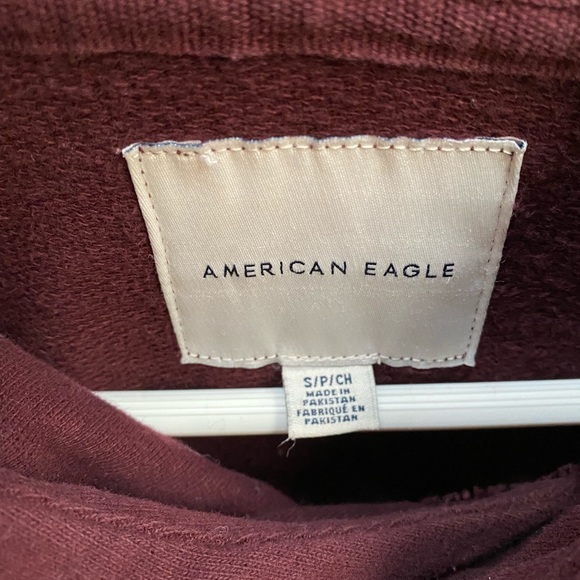 AMERICAN EAGLE
S/P/CH
MADE IN
PAKISTAN
FABRIQUÉ EN
PAKISTAN